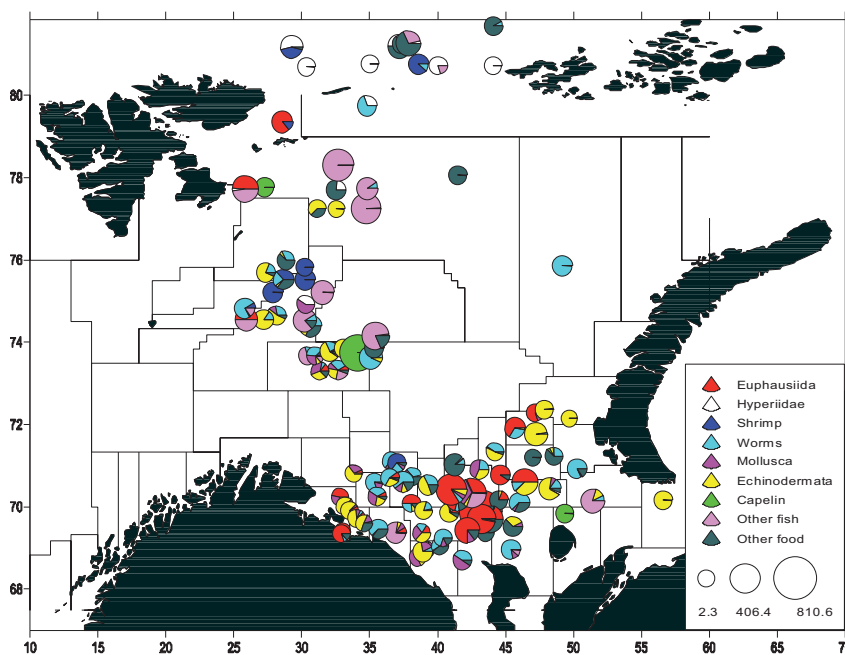 80
78
76
74
72
70
68
Euphausiida
Hyperiidae
Shrimp
Worms
Mollusca
Echinodermata
Capelin
Other fish
Other food
2.3 406.4 810.6
10 15 20 25 30 35 40 45 50 55 60 65